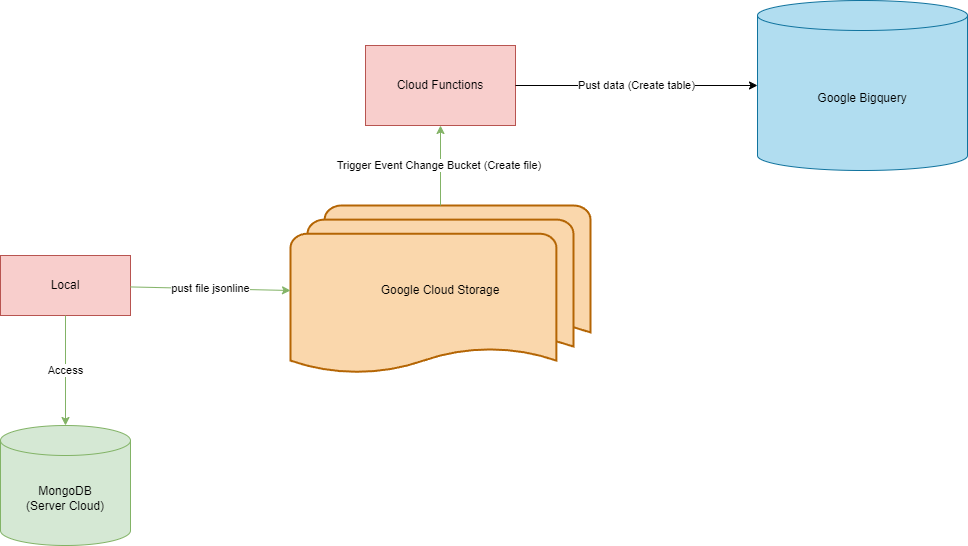 Cloud Functions
Pust data (Create table)
Google Bigquery
Trigger Event Change Bucket (Create file)
Local
pust file jsonline
Google Cloud Storage
Access
MongoDB
(Server Cloud)